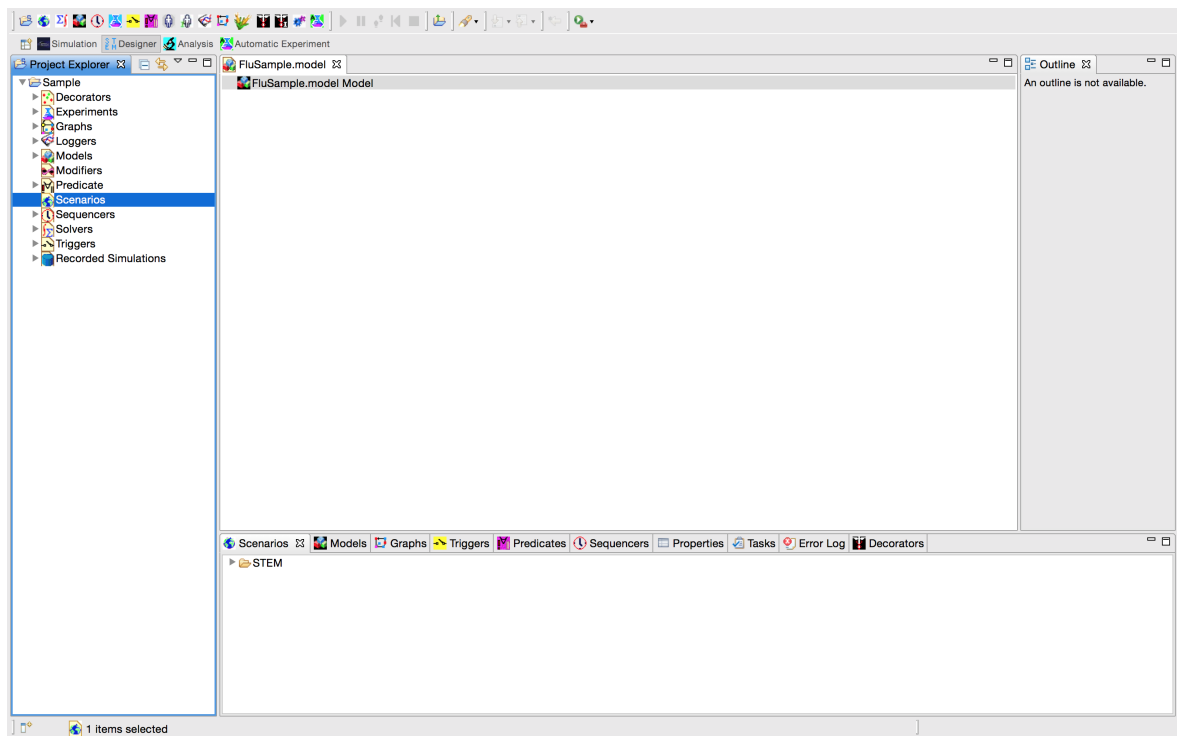 Simulation Designer Analysis Automatic Experiment
Project Explorer
Sample
Decorators
Experiments
Graphs
Loggers
Models
Modifiers
Predicate
Scenarios
Sequencers
Solvers
Triggers
Recorded Simulations
FluSample.model
FluSample.model Model
Outline
An outline is not available.
Scenarios Models Graphs Triggers Predicates Sequencers Properties Tasks Error Log Decorators
STEM
1 items selected